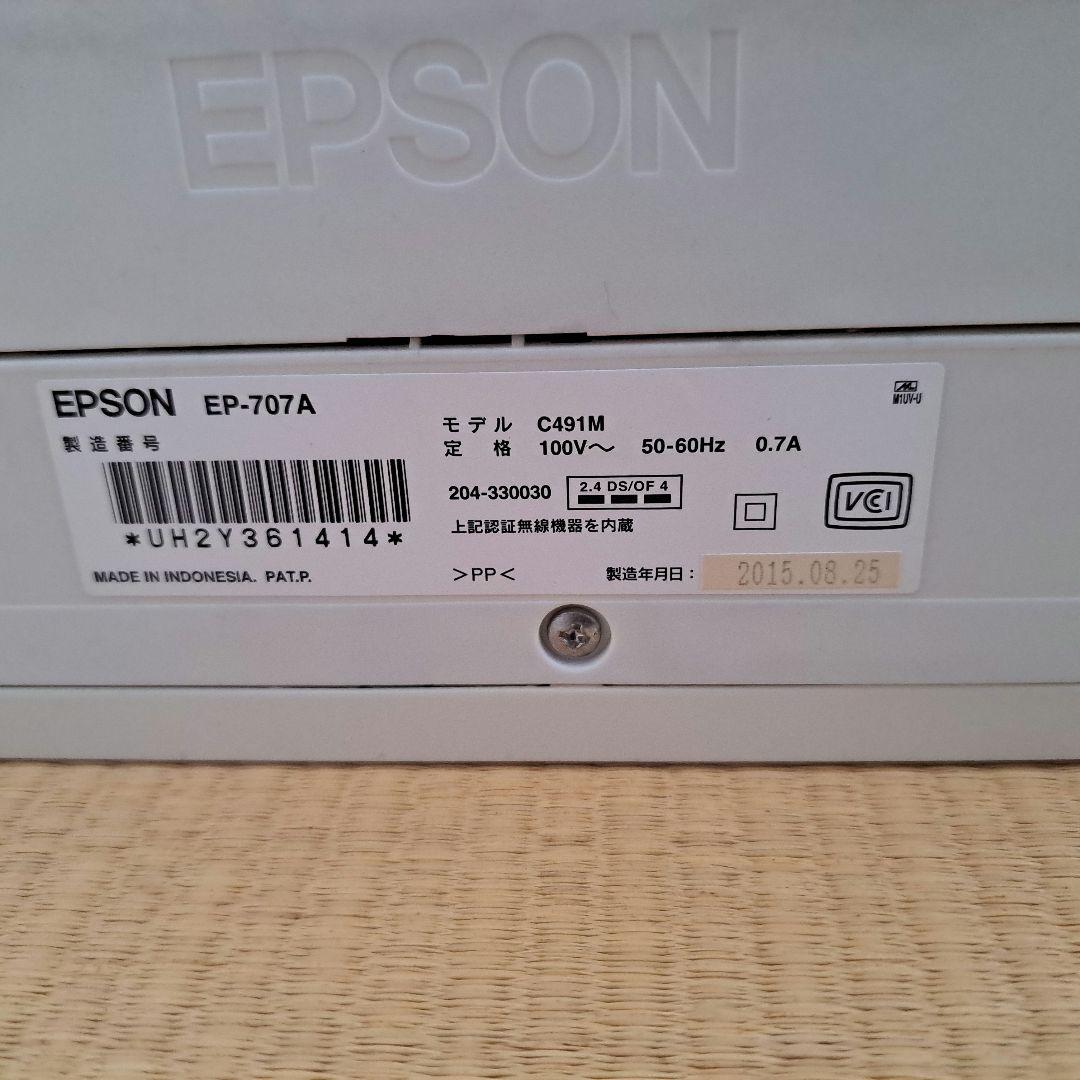 EPSON
EPSON EP-707A
製造番号
*UH2Y361414*
MADE IN INDONESIA. PAT.P.
モデル C491M
定格 100V～ 50-60Hz 0.7A
204-330030 2.4 DS/OF 4
上記認証無線機器を内蔵
>PP<
製造年月日： 2015.08.25
M1UV-U
VCI